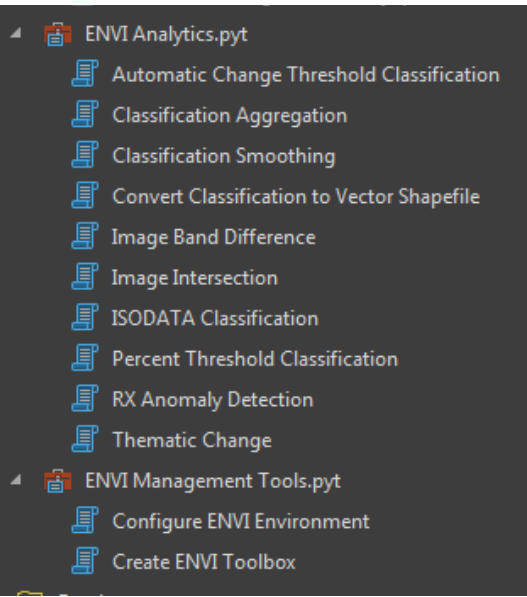 ENVI Analytics.pyt
Automatic Change Threshold Classification
Classification Aggregation
Classification Smoothing
Convert Classification to Vector Shapefile
Image Band Difference
Image Intersection
ISODATA Classification
Percent Threshold Classification
RX Anomaly Detection
Thematic Change
ENVI Management Tools.pyt
Configure ENVI Environment
Create ENVI Toolbox